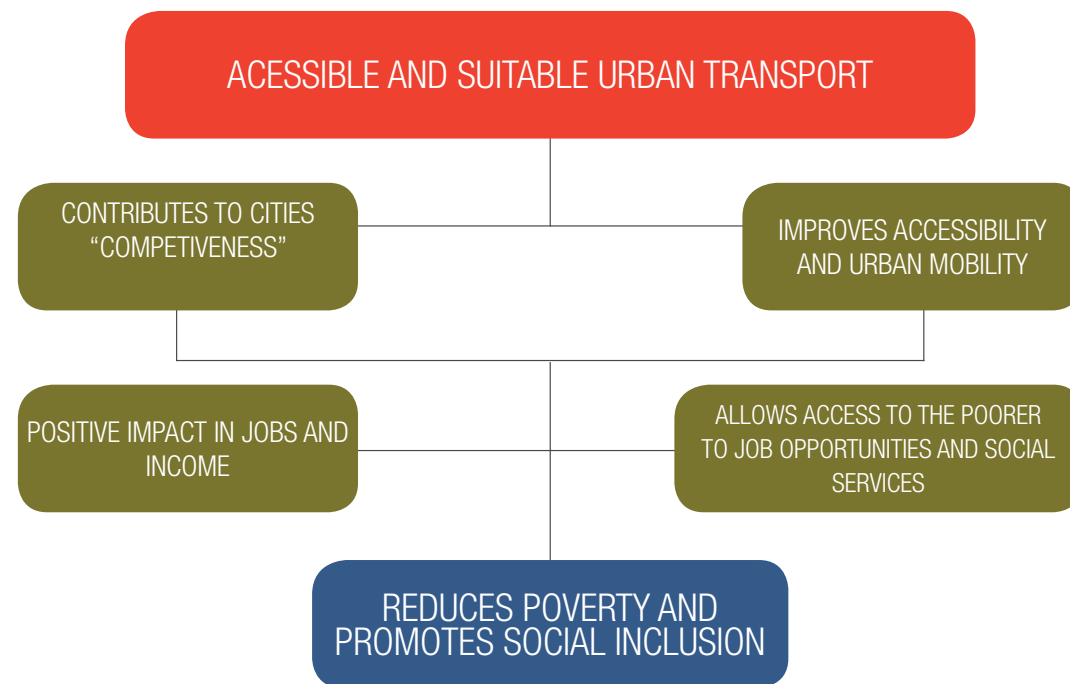 ACESSIBLE AND SUITABLE URBAN TRANSPORT
CONTRIBUTES TO CITIES
“COMPETIVENESS”
IMPROVES ACCESSIBILITY
AND URBAN MOBILITY
POSITIVE IMPACT IN JOBS AND
INCOME
ALLOWS ACCESS TO THE POORER
TO JOB OPPORTUNITIES AND SOCIAL
SERVICES
REDUCES POVERTY AND
PROMOTES SOCIAL INCLUSION